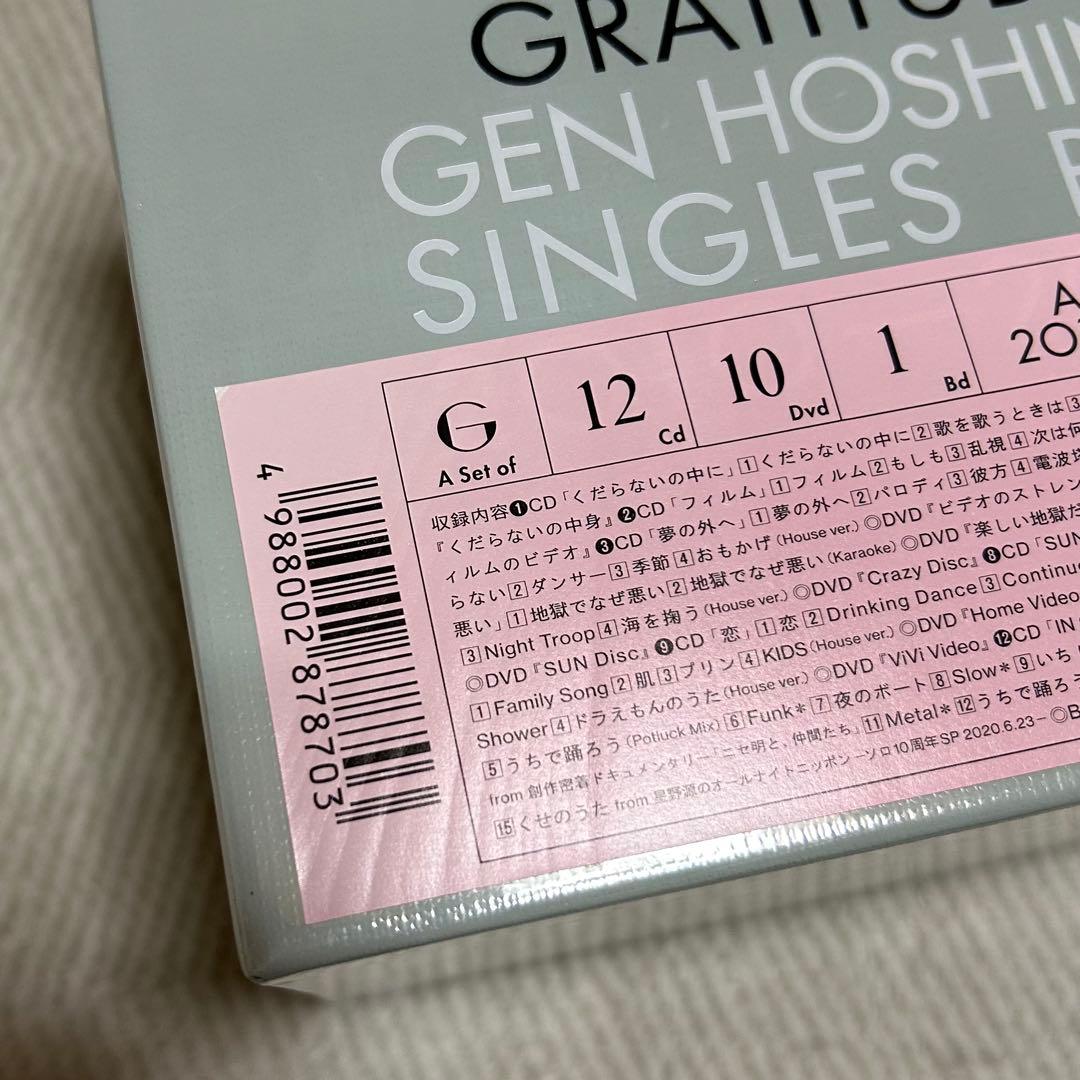 GRATITUDE
GEN HOSHIN
SINGLES
G
A Set of
12
Cd
10
Dvd
1
Bd
A
20
収録内容❶CD「くだらないの中に」1くだらないの中に2歌を歌うときは3
『くだらないの中身』❷CD「フィルム」1フィルム2もしも3乱視4次は何
ィルムのビデオ』❸CD「夢の外へ」1夢の外へ2パロディ3彼方4電波塔
らない2ダンサー3季節4おもかげ(House ver.)◎DVD『ビデオのストレン
悪い」1地獄でなぜ悪い2地獄でなぜ悪い(Karaoke)◎DVD『楽しい地獄だ
3Night Troop4海を掬う(House ver.)◎DVD『Crazy Disc』❽CD「SUN
◎DVD『SUN Disc』❾CD「恋」1恋2Drinking Dance3Continue
1Family Song2肌3プリン4KIDS(House ver.)◎DVD『Home Video
Shower4ドラえもんのうた(House ver.)◎DVD『ViVi Video』⓬CD「IN
5うちで踊ろう(Potluck Mix)6Funk*7夜のボート8Slow*9いち
from 創作密着ドキュメンタリー「ニセ明と、仲間たち」11Metal*12うちで踊ろう
15くせのうた from 星野源のオールナイトニッポン–ソロ10周年SP 2020.6.23–◎B
4 988002 878703